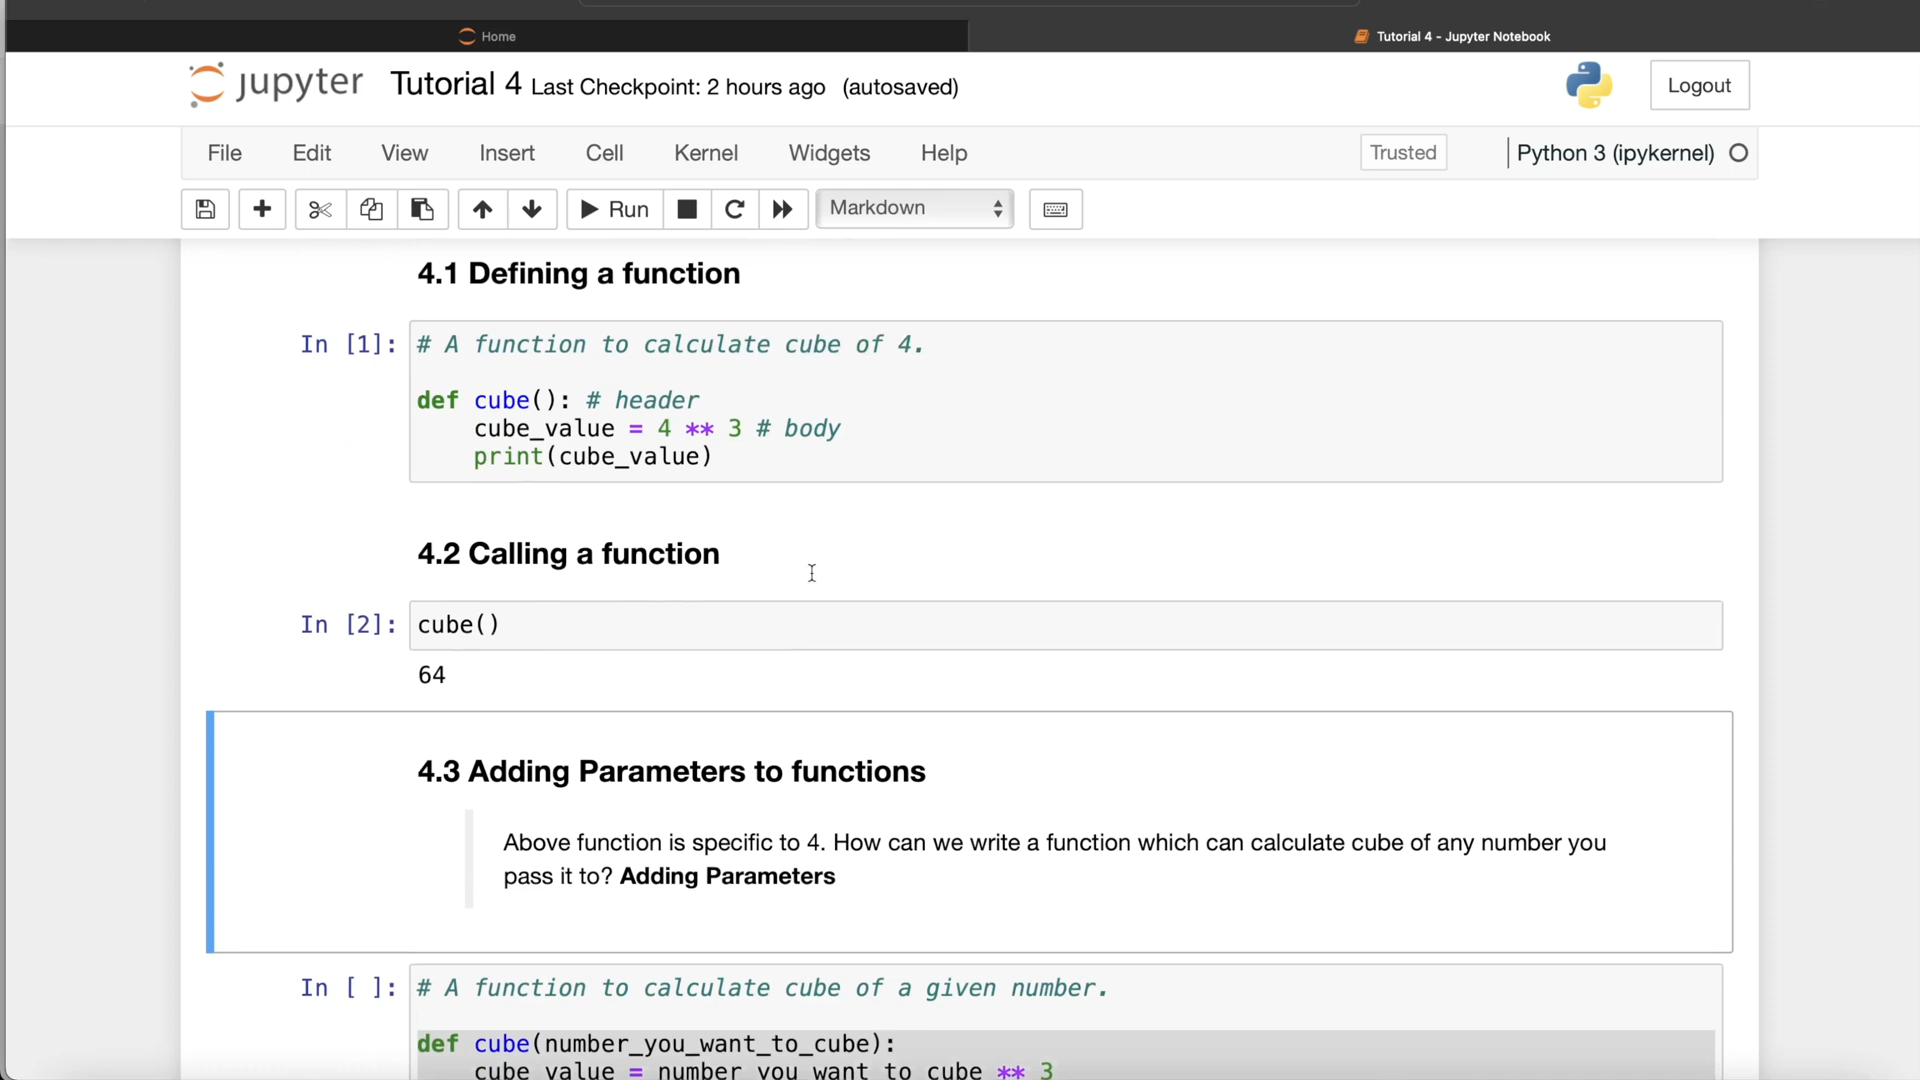 Home
Tutorial 4 - Jupyter Notebook
jupyter Tutorial 4 Last Checkpoint: 2 hours ago (autosaved)
Logout
File Edit View Insert Cell Kernel Widgets Help
Trusted Python 3 (ipykernel)
Run Markdown
4.1 Defining a function
In [1]: # A function to calculate cube of 4.
def cube(): # header
cube_value = 4 ** 3 # body
print(cube_value)
4.2 Calling a function
In [2]: cube()
64
4.3 Adding Parameters to functions
Above function is specific to 4. How can we write a function which can calculate cube of any number you
pass it to? Adding Parameters
In [ ]: # A function to calculate cube of a given number.
def cube(number_you_want_to_cube):
cube_value = number_you_want_to_cube ** 3